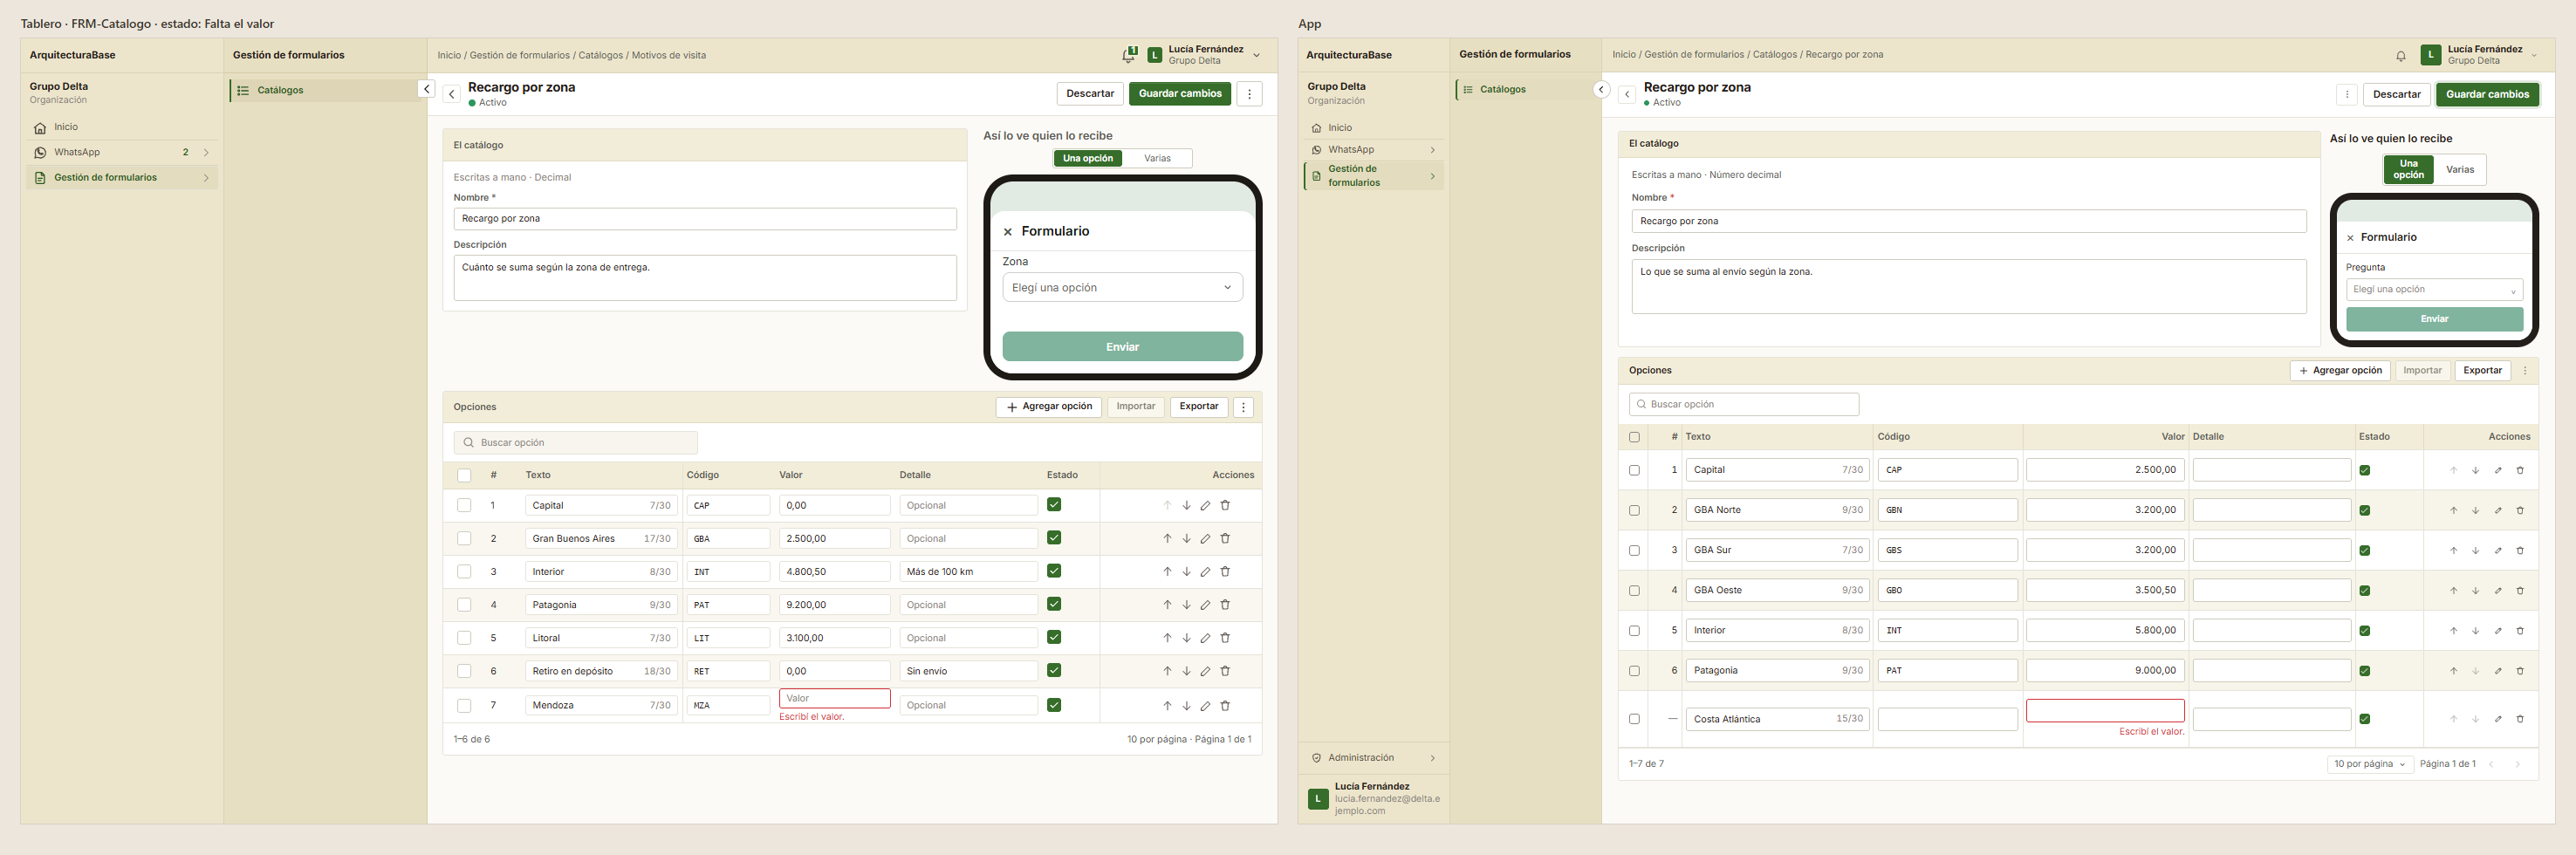 Tablero · FRM-Catalogo · estado: Falta el valor
ArquitecturaBase
Gestión de formularios
Inicio / Gestión de formularios / Catálogos / Motivos de visita
1
L
Lucía Fernández
Grupo Delta
Grupo Delta
Organización
Inicio
WhatsApp 2
Gestión de formularios
Catálogos
Recargo por zona
Activo
Descartar
Guardar cambios
El catálogo
Escritas a mano · Decimal
Nombre *
Recargo por zona
Descripción
Cuánto se suma según la zona de entrega.
Así lo ve quien lo recibe
Una opción Varias
× Formulario
Zona
Elegí una opción
Enviar
Opciones
+ Agregar opción Importar Exportar
Buscar opción
# Texto Código Valor Detalle Estado Acciones
1 Capital 7/30 CAP 0,00 Opcional
2 Gran Buenos Aires 17/30 GBA 2.500,00 Opcional
3 Interior 8/30 INT 4.800,50 Más de 100 km
4 Patagonia 9/30 PAT 9.200,00 Opcional
5 Litoral 7/30 LIT 3.100,00 Opcional
6 Retiro en depósito 18/30 RET 0,00 Sin envío
7 Mendoza 7/30 MZA Valor Opcional
Escribí el valor.
1–6 de 6
10 por página · Página 1 de 1
App
ArquitecturaBase
Gestión de formularios
Inicio / Gestión de formularios / Catálogos / Recargo por zona
L
Lucía Fernández
Grupo Delta
Grupo Delta
Organización
Inicio
WhatsApp
Gestión de
formularios
Catálogos
Recargo por zona
Activo
Descartar
Guardar cambios
El catálogo
Escritas a mano · Número decimal
Nombre *
Recargo por zona
Descripción
Lo que se suma al envío según la zona.
Así lo ve quien lo recibe
Una
opción
Varias
× Formulario
Pregunta
Elegí una opción
Enviar
Opciones
+ Agregar opción Importar Exportar
Buscar opción
# Texto Código Valor Detalle Estado Acciones
1 Capital 7/30 CAP 2.500,00
2 GBA Norte 9/30 GBN 3.200,00
3 GBA Sur 7/30 GBS 3.200,00
4 GBA Oeste 9/30 GBO 3.500,50
5 Interior 8/30 INT 5.800,00
6 Patagonia 9/30 PAT 9.000,00
— Costa Atlántica 15/30
Escribí el valor.
1–7 de 7
10 por página Página 1 de 1
Administración
L
Lucía Fernández
lucia.fernandez@delta.e
jemplo.com